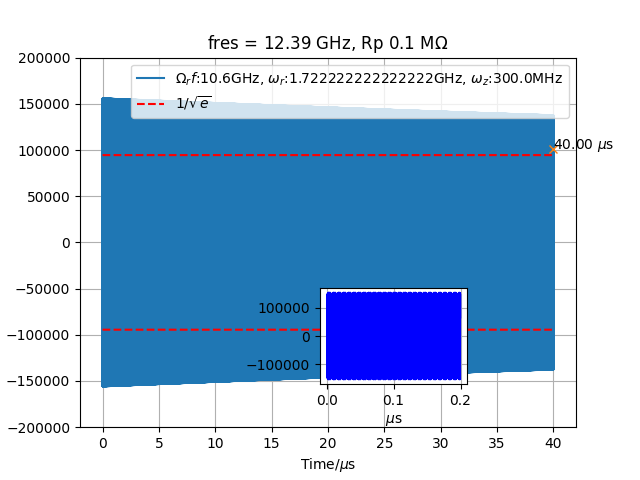 fres = 12.39 GHz, Rp 0.1 MΩ
200000
150000
100000
50000
0
−50000
−100000
−150000
−200000
Ω_r f:10.6GHz, ω_r:1.722222222222222GHz, ω_z:300.0MHz
1/√e
40.00 μs
100000
0
−100000
0.0 0.1 0.2
μs
0 5 10 15 20 25 30 35 40
Time/μs